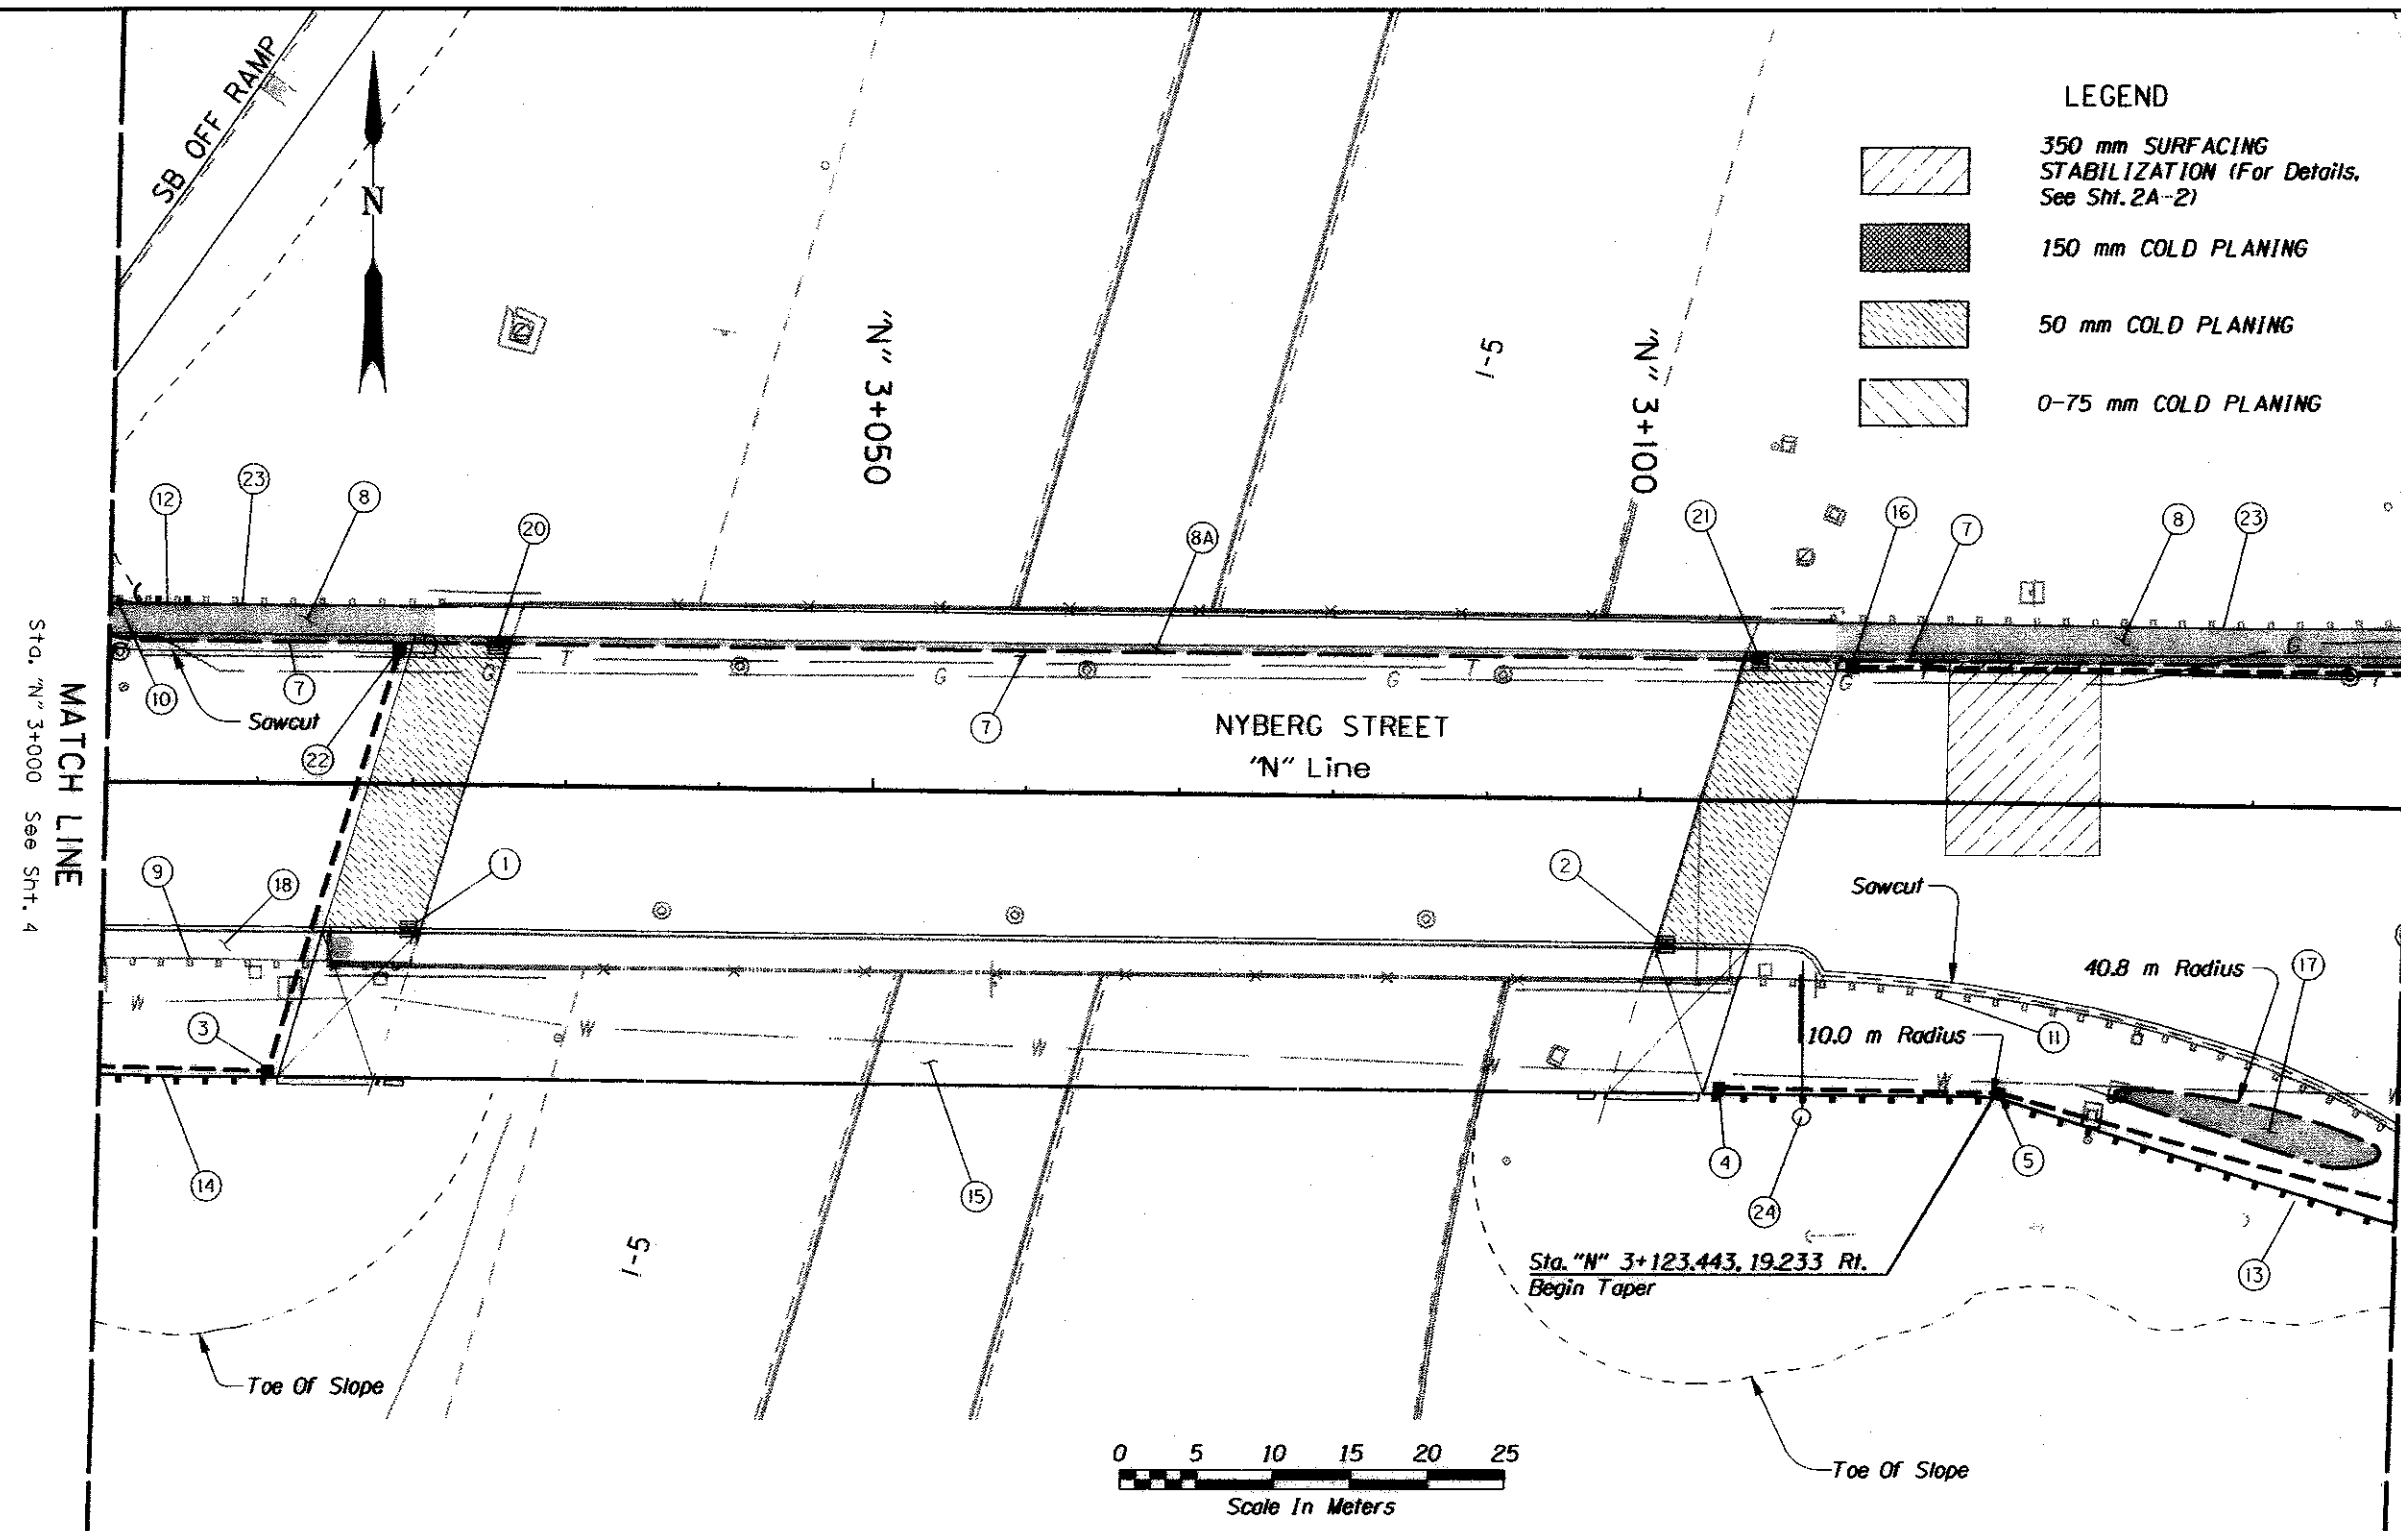 LEGEND
350 mm SURFACING
STABILIZATION (For Details,
See Sht. 2A-2)
150 mm COLD PLANING
50 mm COLD PLANING
0-75 mm COLD PLANING
SB OFF RAMP
N
"N" 3+050
I-5
"N" 3+100
12
23
8
20
8A
21
16
7
8
23
10
7
Sawcut
22
G
T
G
T
7
G
T
G
G
T
NYBERG STREET
"N" Line
MATCH LINE
Sta. "N" 3+000 See Sht. 4
9
18
1
2
Sawcut
40.8 m Radius
17
110.0 m Radius
11
W
W
W
W
W
W
3
14
15
4
24
5
13
I-5
Sta. "N" 3+123.443, 19.233 Rt.
Begin Taper
Toe Of Slope
Toe Of Slope
0 5 10 15 20 25
Scale In Meters